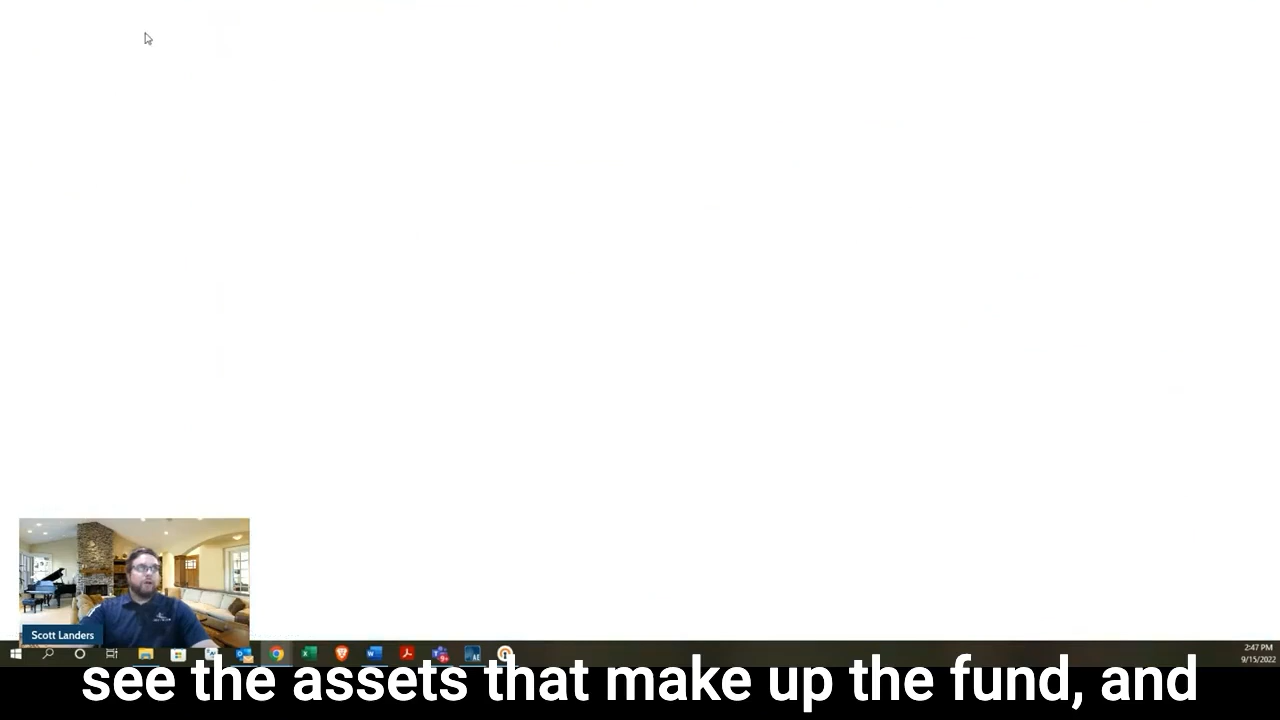 Scott Landers
2:47 PM
9/15/2022
see the assets that make up the fund, and